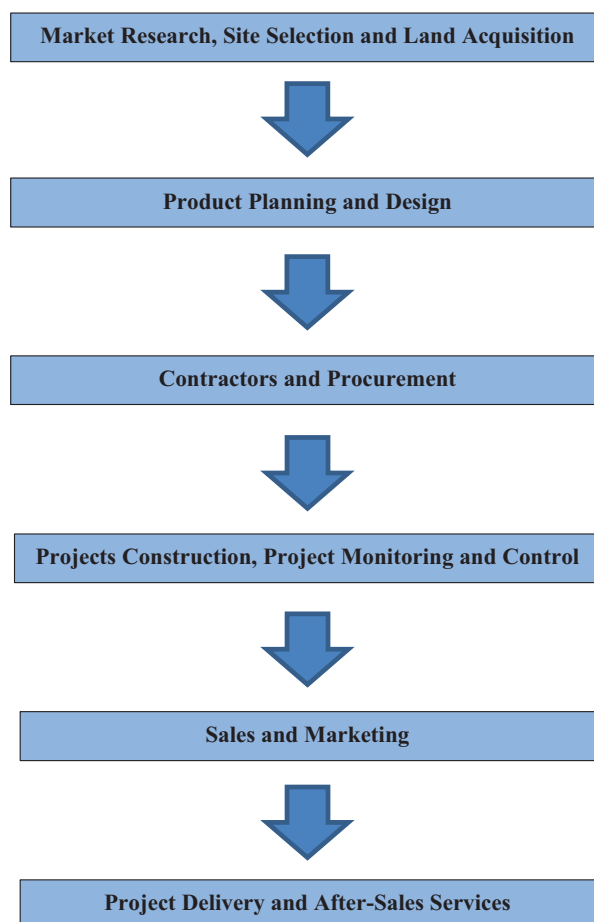 Market Research, Site Selection and Land Acquisition
Product Planning and Design
Contractors and Procurement
Projects Construction, Project Monitoring and Control
Sales and Marketing
Project Delivery and After-Sales Services